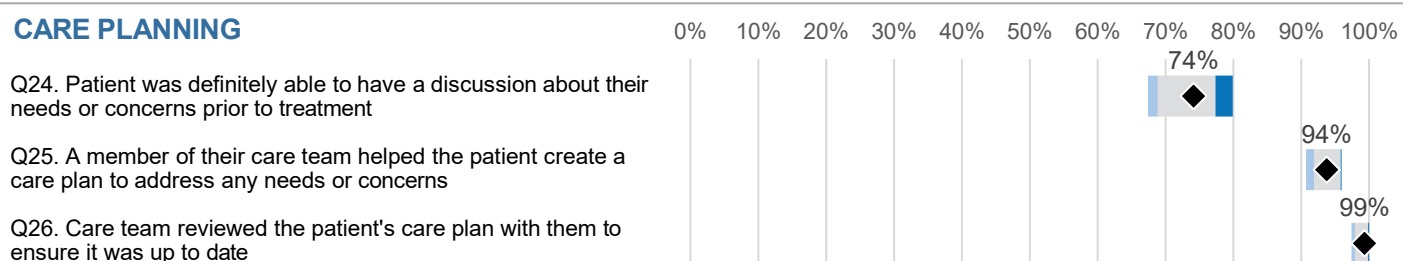 CARE PLANNING
0% 10% 20% 30% 40% 50% 60% 70% 80% 90% 100%
74%
Q24. Patient was definitely able to have a discussion about their
needs or concerns prior to treatment
94%
Q25. A member of their care team helped the patient create a
care plan to address any needs or concerns
99%
Q26. Care team reviewed the patient's care plan with them to
ensure it was up to date